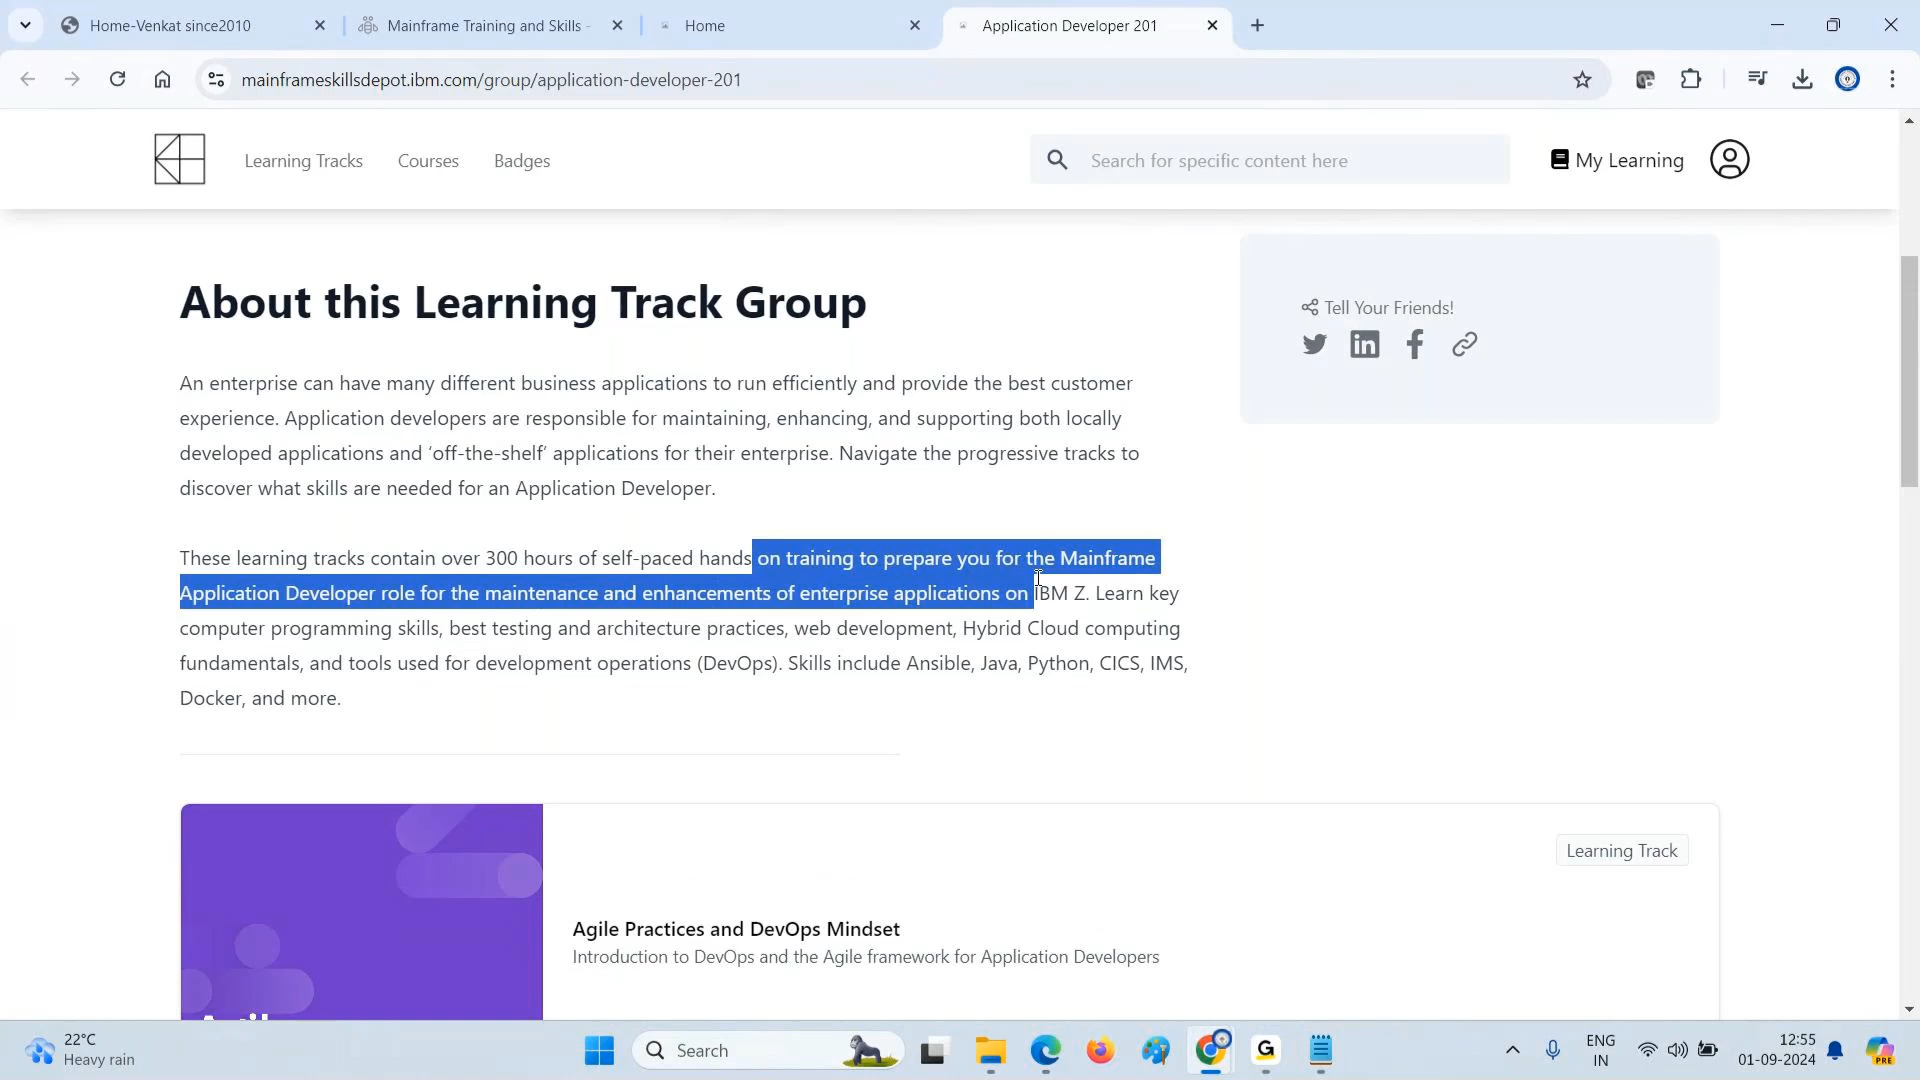 Home-Venkat since2010
Mainframe Training and Skills -
Home
Application Developer 201
mainframeskillsdepot.ibm.com/group/application-developer-201
Learning Tracks
Courses
Badges
Search for specific content here
My Learning
About this Learning Track Group
Tell Your Friends!
An enterprise can have many different business applications to run efficiently and provide the best customer
experience. Application developers are responsible for maintaining, enhancing, and supporting both locally
developed applications and ‘off-the-shelf’ applications for their enterprise. Navigate the progressive tracks to
discover what skills are needed for an Application Developer.
These learning tracks contain over 300 hours of self-paced hands on training to prepare you for the Mainframe
Application Developer role for the maintenance and enhancements of enterprise applications on IBM Z. Learn key
computer programming skills, best testing and architecture practices, web development, Hybrid Cloud computing
fundamentals, and tools used for development operations (DevOps). Skills include Ansible, Java, Python, CICS, IMS,
Docker, and more.
Learning Track
Agile Practices and DevOps Mindset
Introduction to DevOps and the Agile framework for Application Developers
22°C
Heavy rain
Search
ENG
IN
12:55
01-09-2024
PRE